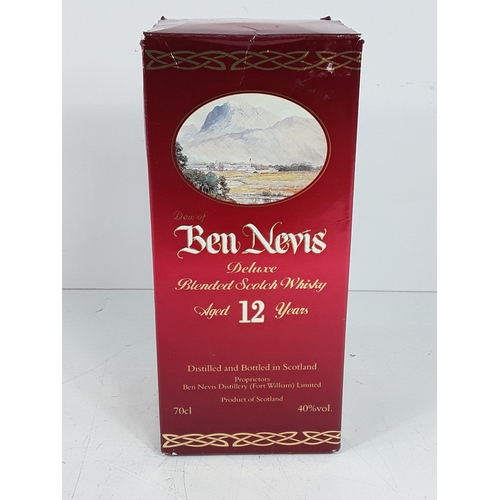 Dew of
Ben Nevis
Deluxe
Blended Scotch Whisky
Aged 12 Years
Distilled and Bottled in Scotland
Proprietors
Ben Nevis Distillery (Fort William) Limited
Product of Scotland
70cl 40%vol.